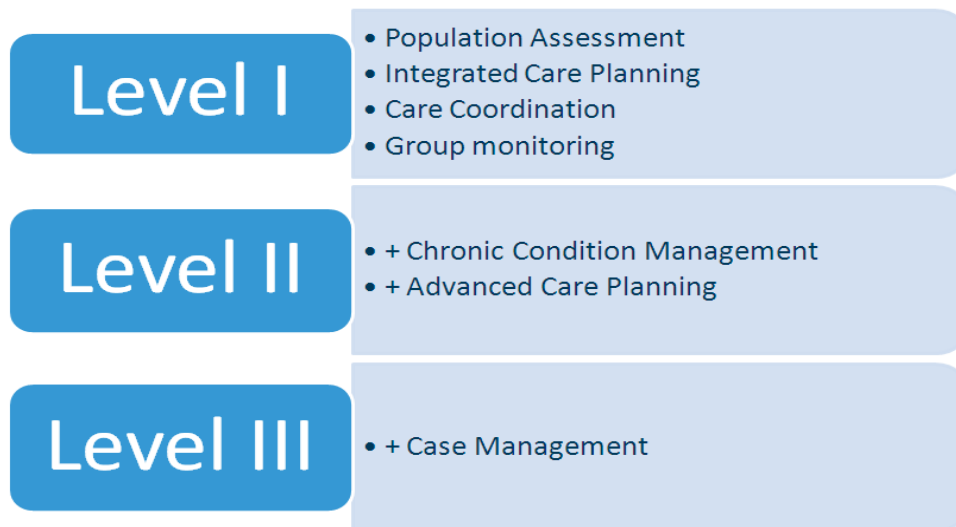 Level I
• Population Assessment
• Integrated Care Planning
• Care Coordination
• Group monitoring
Level II
• + Chronic Condition Management
• + Advanced Care Planning
Level III
• + Case Management